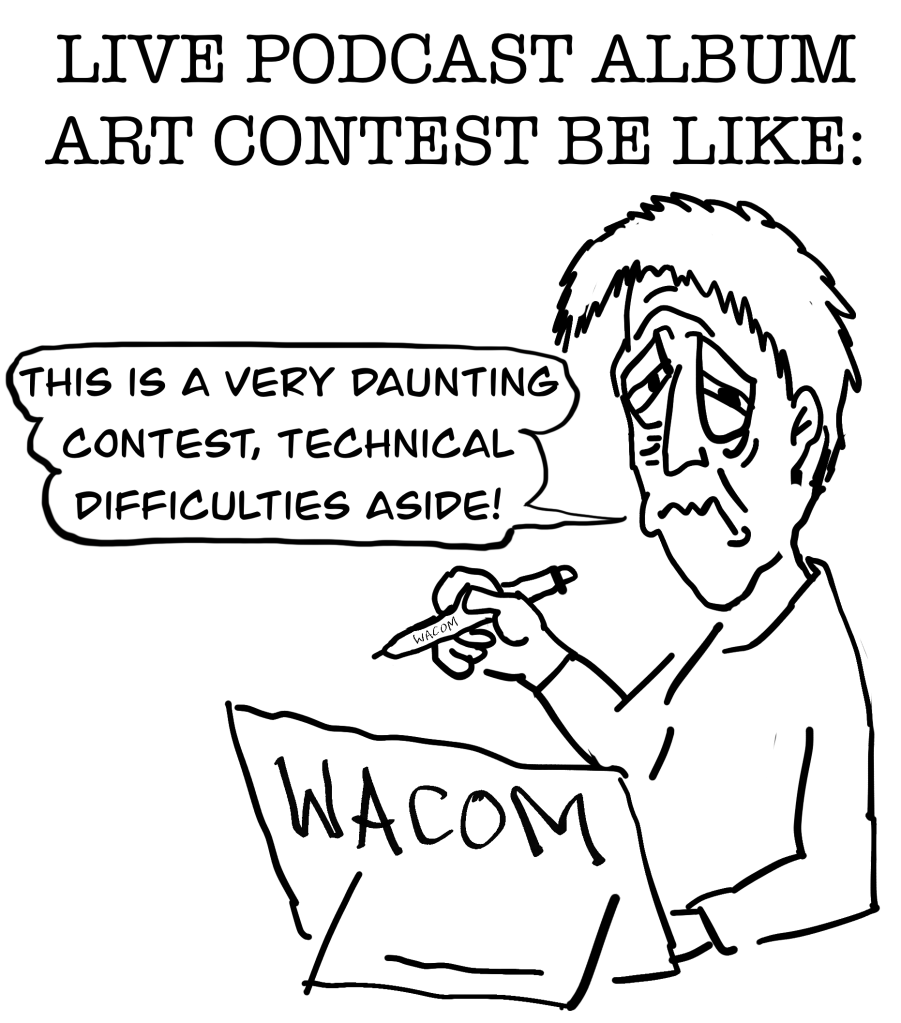 LIVE PODCAST ALBUM
ART CONTEST BE LIKE:
THIS IS A VERY DAUNTING
CONTEST, TECHNICAL
DIFFICULTIES ASIDE!
WACOM
WACOM